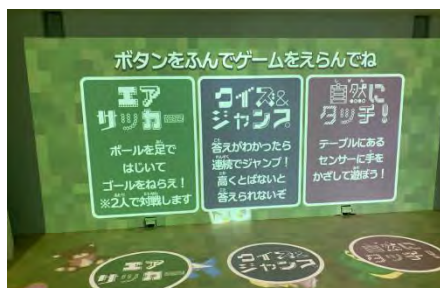 ボタンをふんでゲームをえらんでね
エア
サッカー
ボールを足で
はじいて
ゴールをねらえ！
※2人で対戦します
クイズ&
ジャンプ
答えがわかったら
連続でジャンプ！
高くとばないと
答えられないぞ
自然に
タッチ！
テーブルにある
センサーに手を
かざして遊ぼう！
エア
サッカー
クイズ&
ジャンプ
自然に
タッチ！